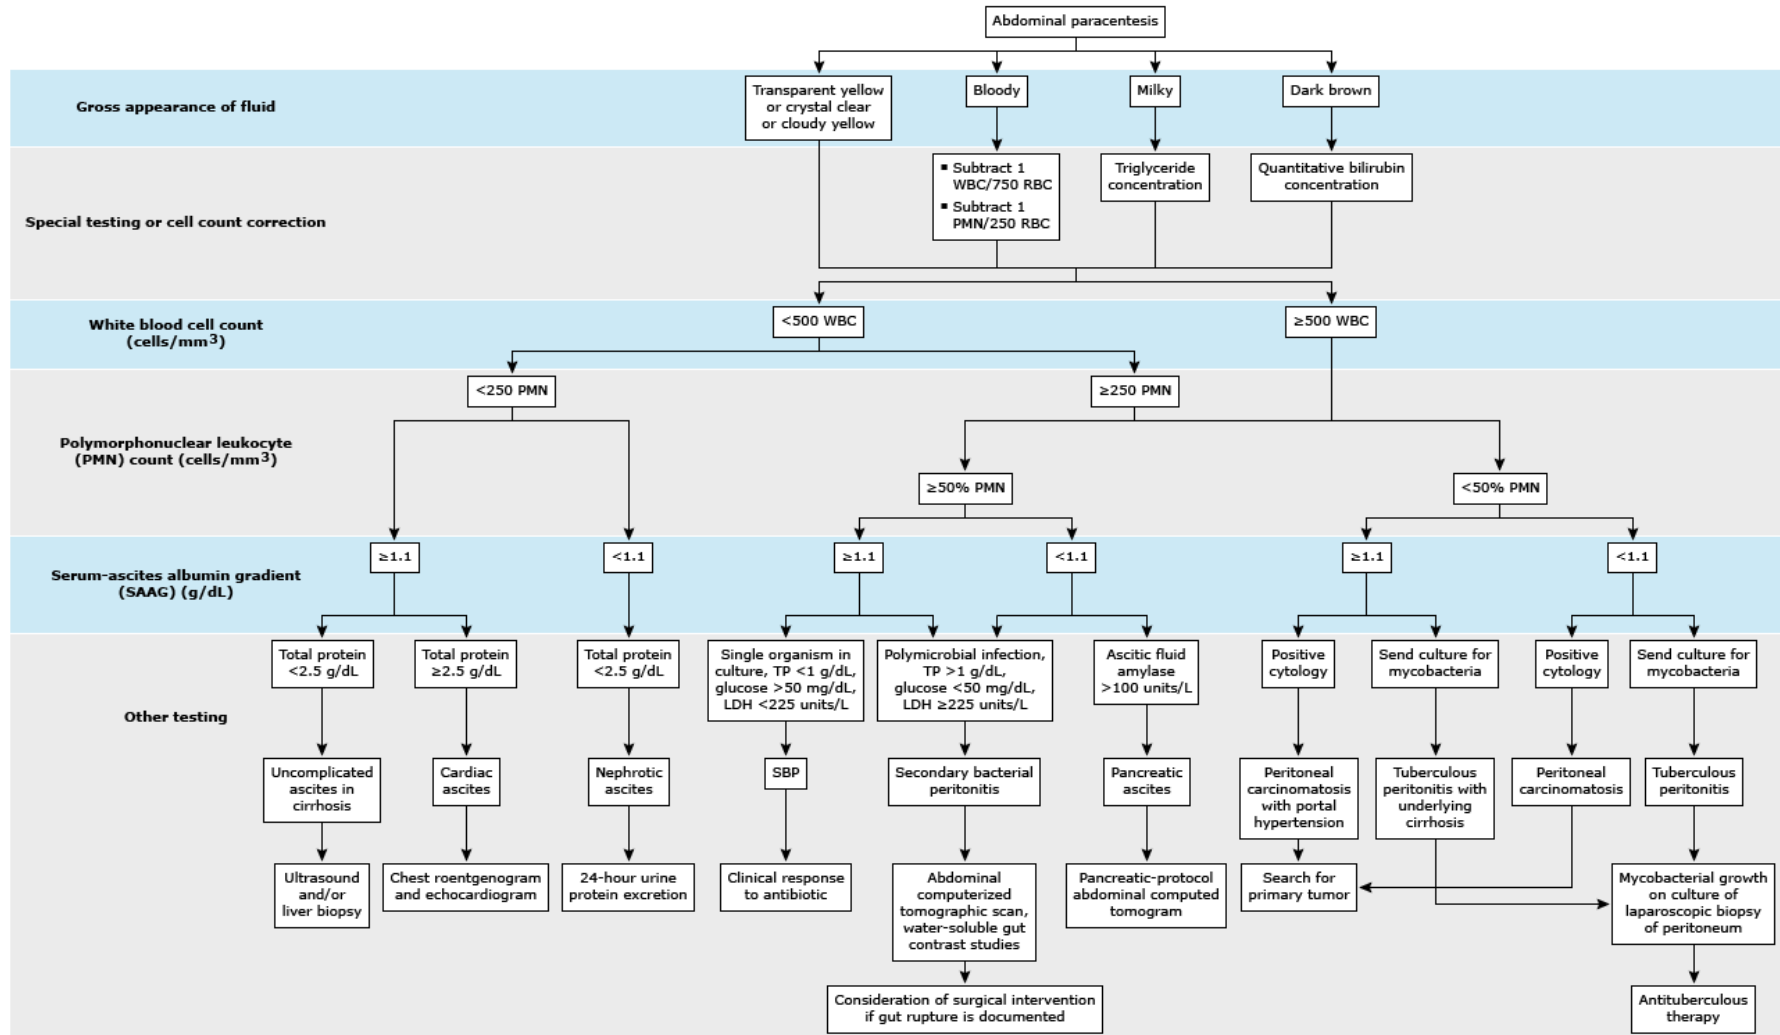 Abdominal paracentesis
Gross appearance of fluid
Transparent yellow
or crystal clear
or cloudy yellow
Bloody
Milky
Dark brown
Special testing or cell count correction
▪ Subtract 1
WBC/750 RBC
▪ Subtract 1
PMN/250 RBC
Triglyceride
concentration
Quantitative bilirubin
concentration
White blood cell count
(cells/mm³)
<500 WBC
≥500 WBC
Polymorphonuclear leukocyte
(PMN) count (cells/mm³)
<250 PMN
≥250 PMN
≥50% PMN
<50% PMN
Serum-ascites albumin gradient
(SAAG) (g/dL)
≥1.1
<1.1
≥1.1
<1.1
≥1.1
<1.1
Other testing
Total protein
<2.5 g/dL
Total protein
≥2.5 g/dL
Total protein
<2.5 g/dL
Single organism in
culture, TP <1 g/dL,
glucose >50 mg/dL,
LDH <225 units/L
Polymicrobial infection,
TP >1 g/dL,
glucose <50 mg/dL,
LDH ≥225 units/L
Ascitic fluid
amylase
>100 units/L
Positive
cytology
Send culture for
mycobacteria
Positive
cytology
Send culture for
mycobacteria
Uncomplicated
ascites in
cirrhosis
Cardiac
ascites
Nephrotic
ascites
SBP
Secondary bacterial
peritonitis
Pancreatic
ascites
Peritoneal
carcinomatosis
with portal
hypertension
Tuberculous
peritonitis with
underlying
cirrhosis
Peritoneal
carcinomatosis
Tuberculous
peritonitis
Ultrasound
and/or
liver biopsy
Chest roentgenogram
and echocardiogram
24-hour urine
protein excretion
Clinical response
to antibiotic
Abdominal
computerized
tomographic scan,
water-soluble gut
contrast studies
Pancreatic-protocol
abdominal computed
tomogram
Search for
primary tumor
Mycobacterial growth
on culture of
laparoscopic biopsy
of peritoneum
Consideration of surgical intervention
if gut rupture is documented
Antituberculous
therapy